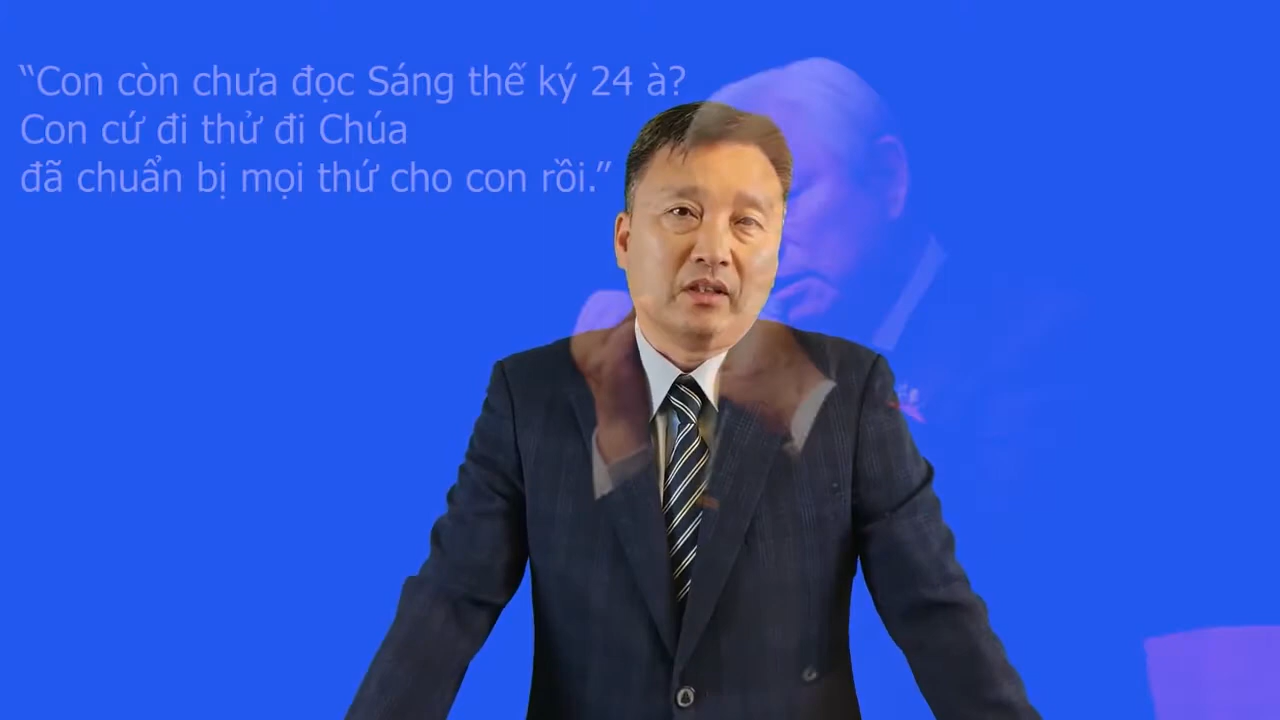 “Con còn chưa đọc Sáng thế ký 24 à?
Con cứ đi thử đi Chúa
đã chuẩn bị mọi thứ cho con rồi.”